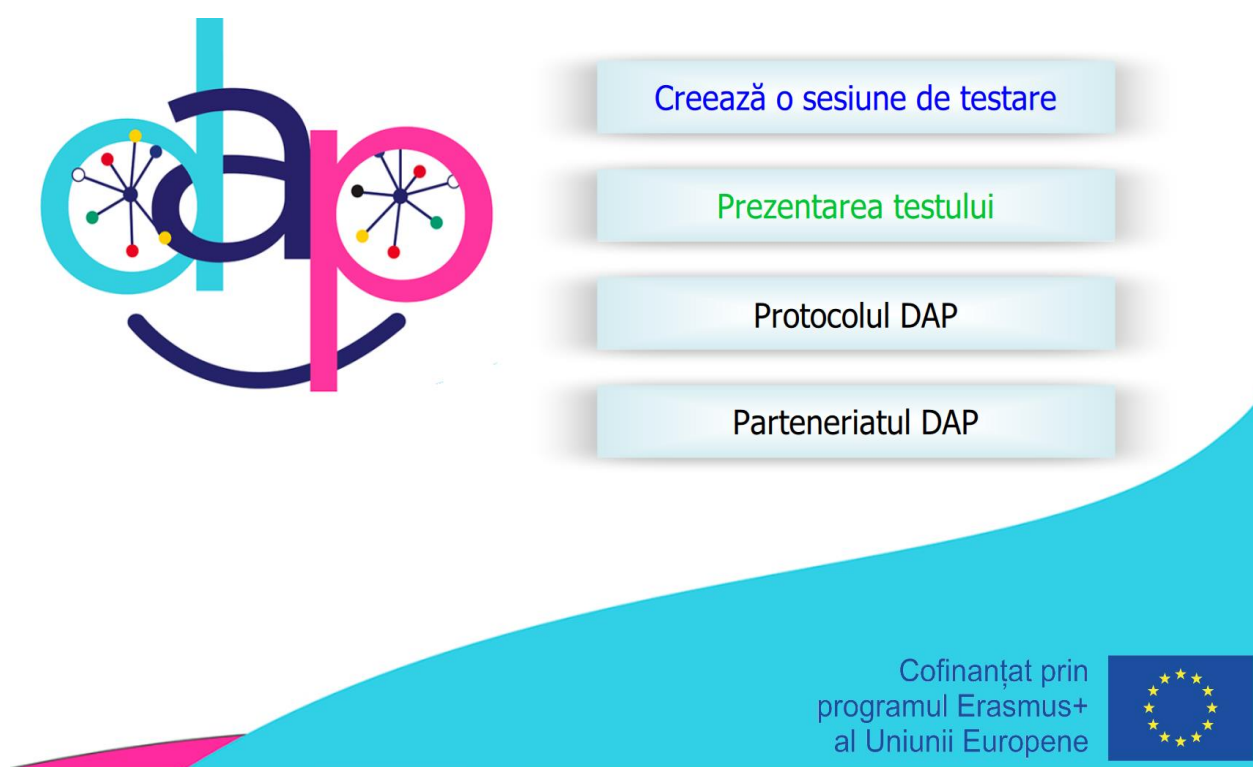 dap
Creează o sesiune de testare
Prezentarea testului
Protocolul DAP
Parteneriatul DAP
Cofinanțat prin
programul Erasmus+
al Uniunii Europene